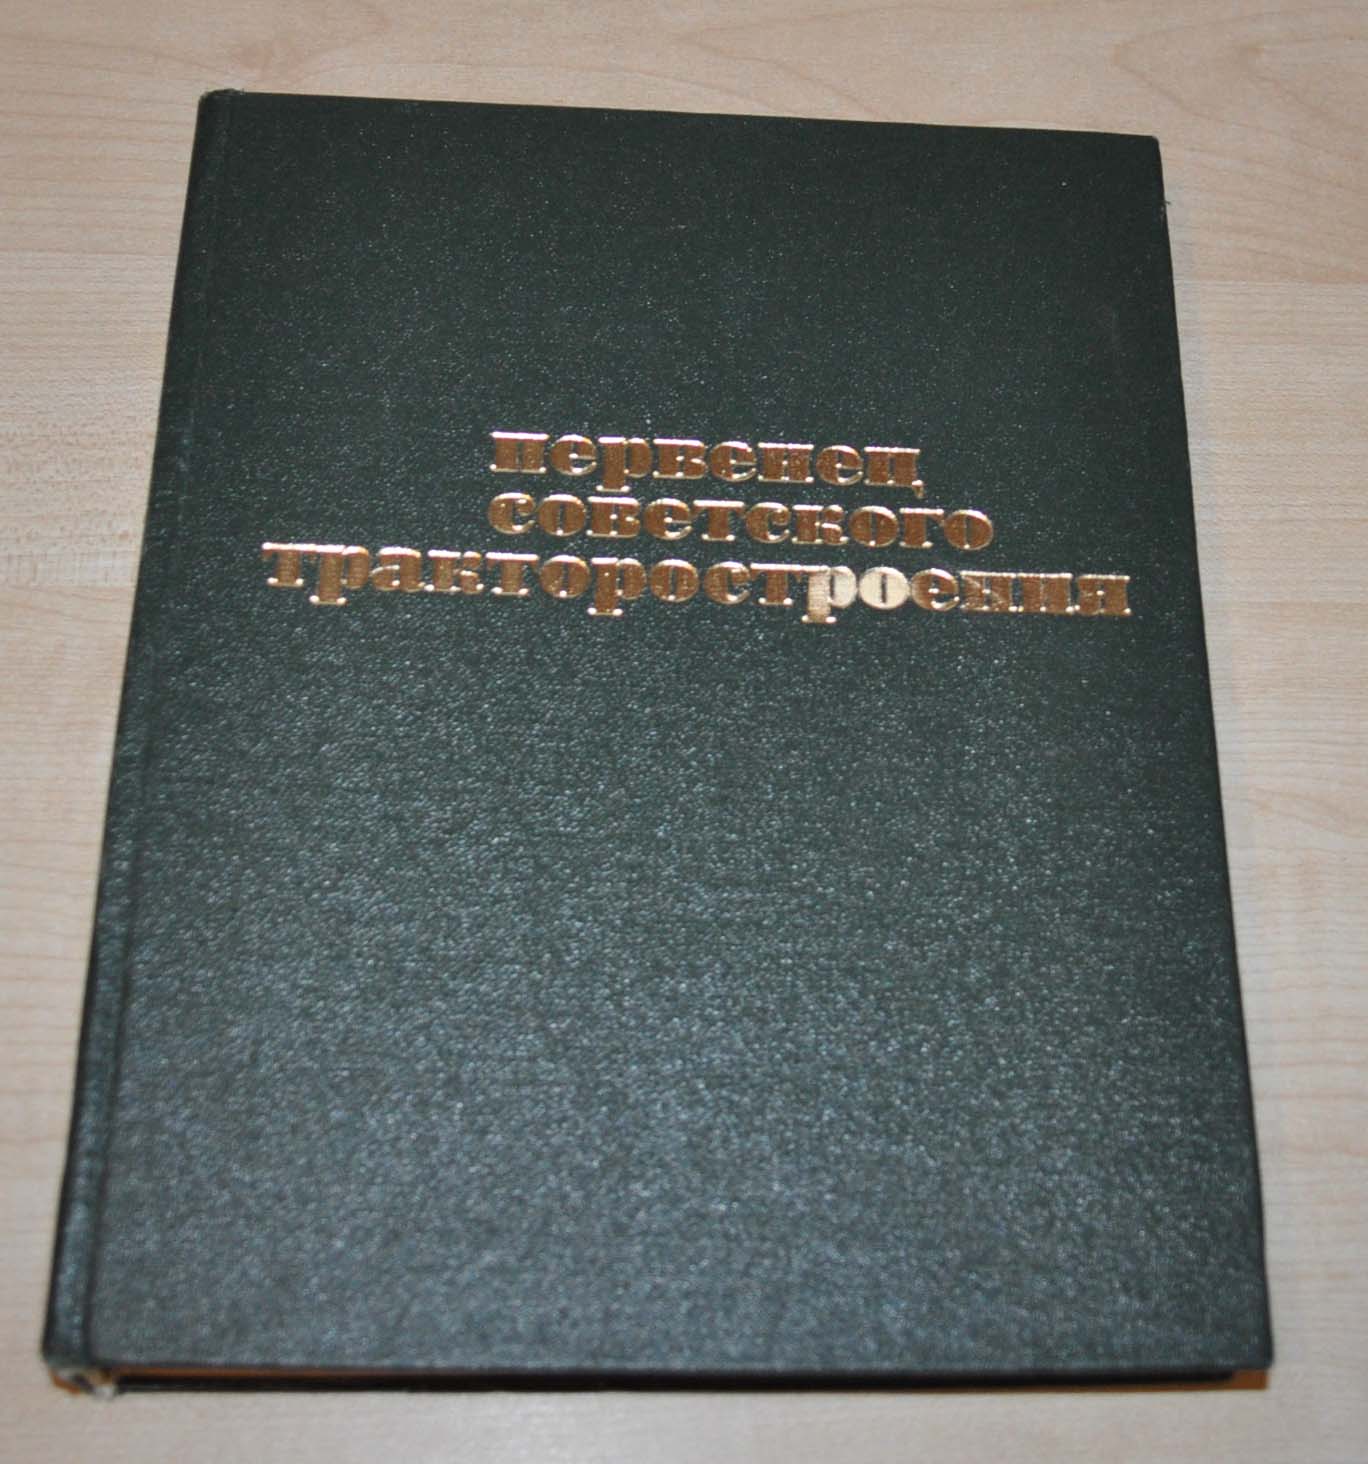 первенец
советского
тракторостроения